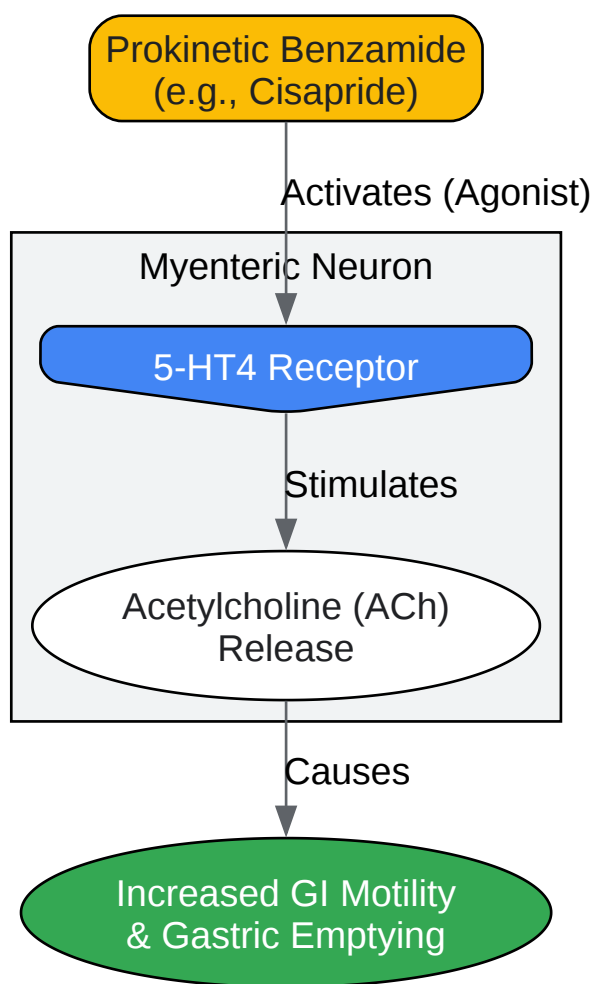 Prokinetic Benzamide
(e.g., Cisapride)
Activates (Agonist)
Myenteric Neuron
5-HT4 Receptor
Stimulates
Acetylcholine (ACh)
Release
Causes
Increased GI Motility
& Gastric Emptying